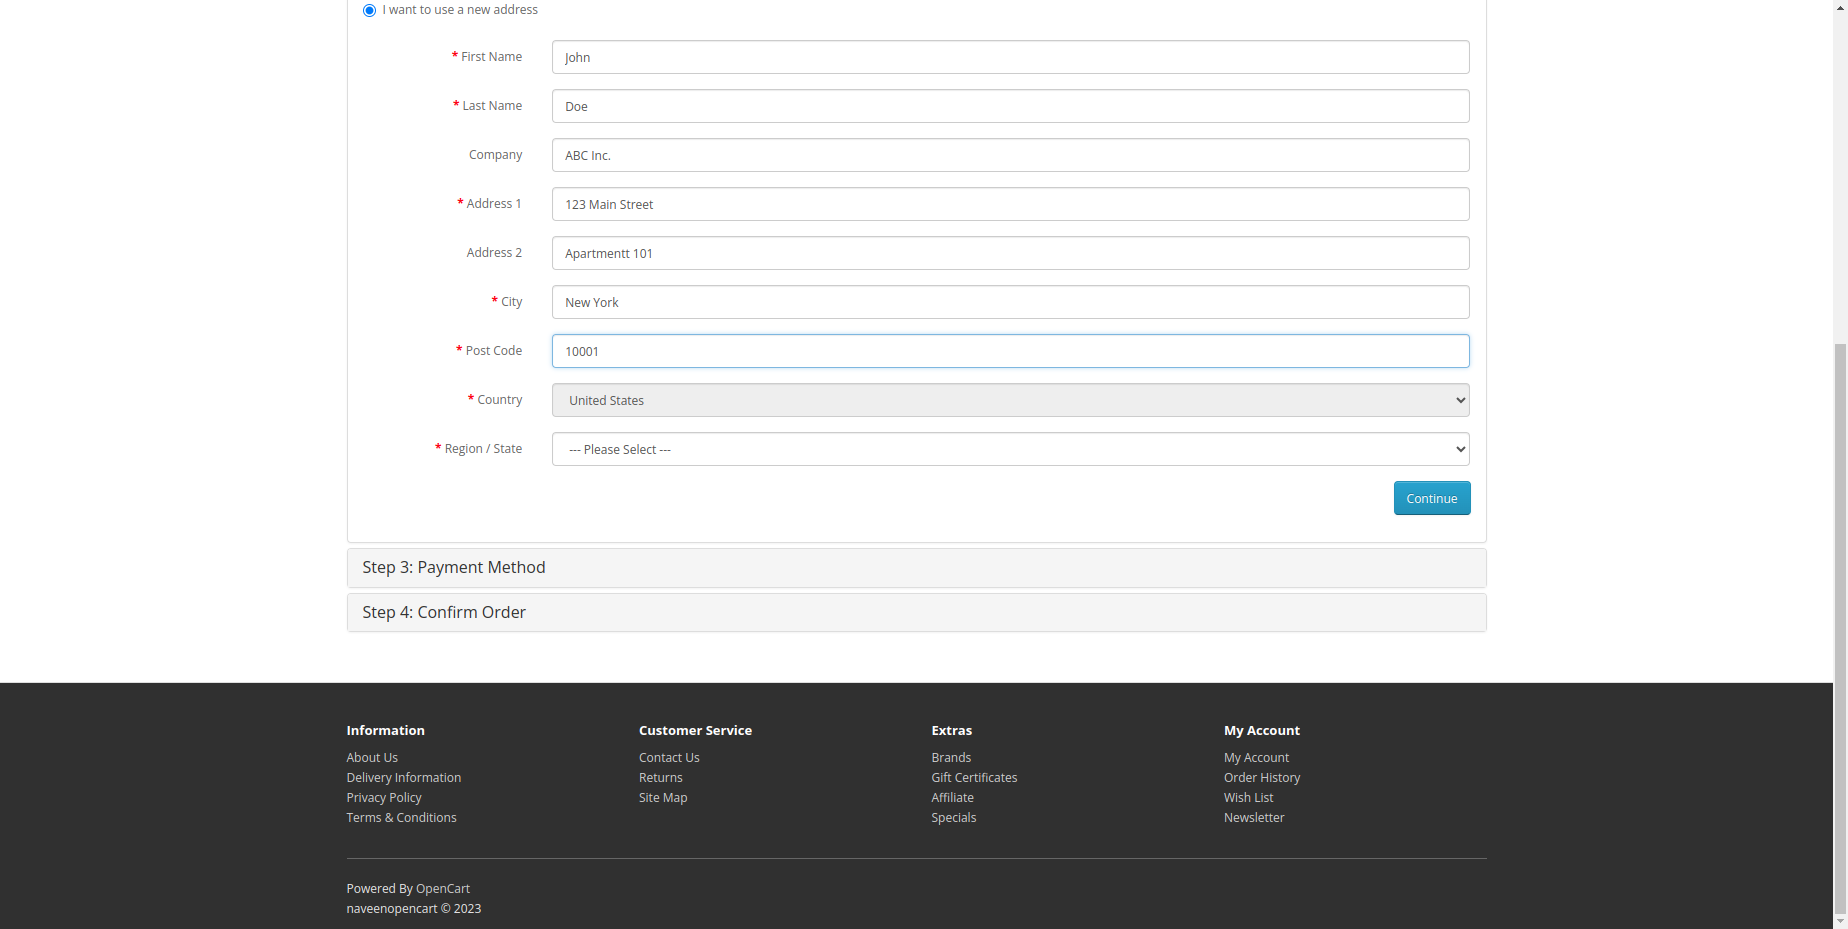 I want to use a new address
* First Name John
* Last Name Doe
Company ABC Inc.
* Address 1 123 Main Street
Address 2 Apartmentt 101
* City New York
* Post Code 10001
* Country United States
* Region / State --- Please Select ---
Continue
Step 3: Payment Method
Step 4: Confirm Order
Information
About Us
Delivery Information
Privacy Policy
Terms & Conditions
Customer Service
Contact Us
Returns
Site Map
Extras
Brands
Gift Certificates
Affiliate
Specials
My Account
My Account
Order History
Wish List
Newsletter
Powered By OpenCart
naveenopencart © 2023